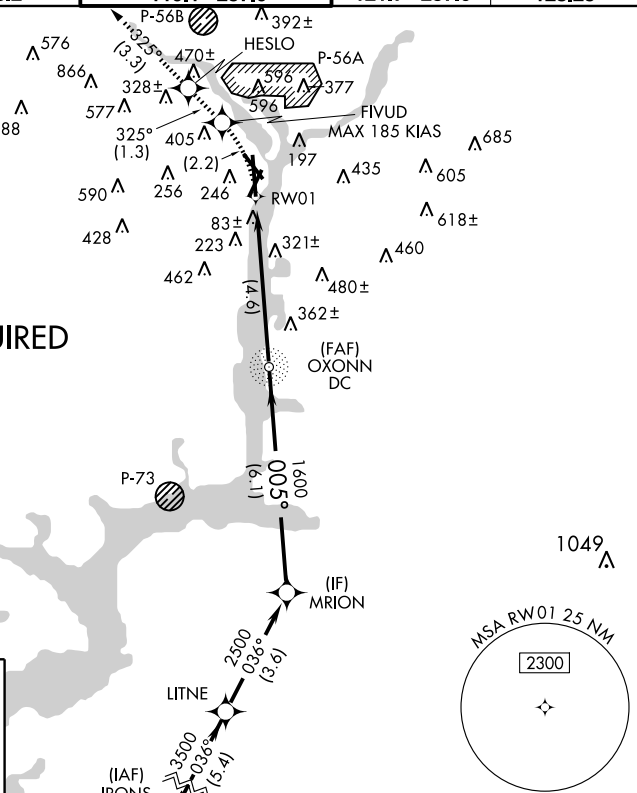 P-56B
392±
576
325°
(3.3)
470±
HESLO
P-56A
866
328±
596
377
88
577
596
FIVUD
MAX 185 KIAS
325°
(1.3)
405
(2.2)
197
685
435
605
590
256
246
RW01
618±
428
83±
223
321±
460
462
480±
(4.6)
362±
UIRED
(FAF)
OXONN
DC
1600
005°
(6.1)
P-73
1049
(IF)
MRION
MSA RW01 25 NM
2300
2500
036°
(3.6)
LITNE
3500
036°
(5.4)
(IAF)